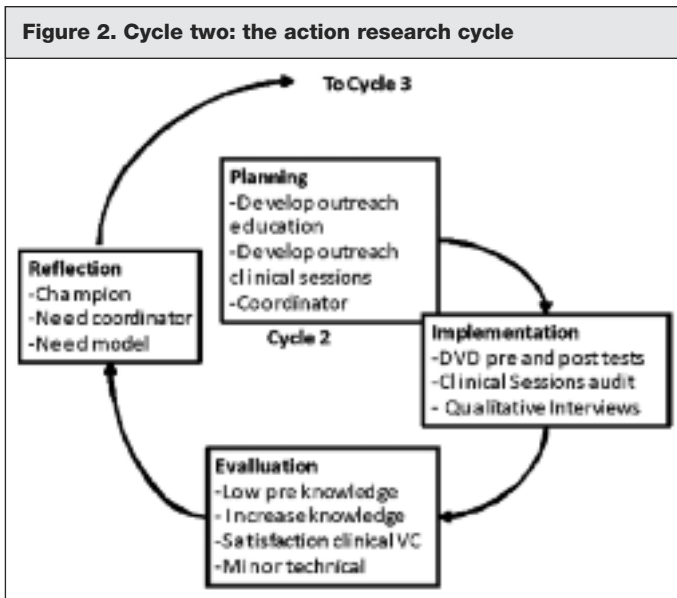 Figure 2. Cycle two: the action research cycle
To Cycle 3
Planning
-Develop outreach
education
-Develop outreach
clinical sessions
-Coordinator
Cycle 2
Implementation
-DVD pre and post tests
-Clinical Sessions audit
- Qualitative Interviews
Evalluation
-Low pre knowledge
- Increase knowledge
-Satisfaction clinical VC
-Minor technical
Reflection
-Champion
-Need coordinator
-Need model